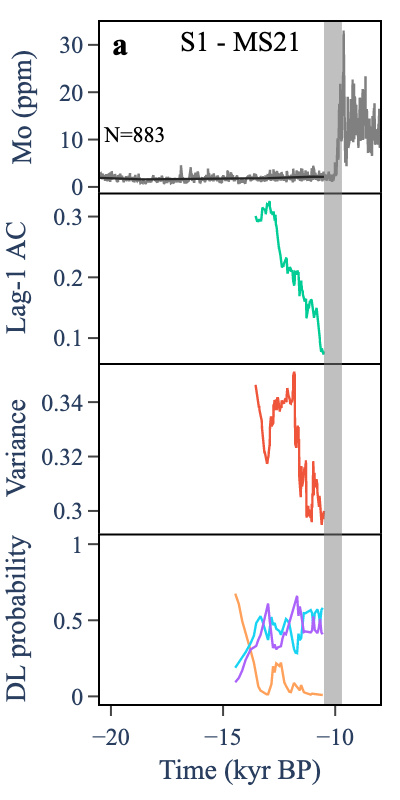 a S1 - MS21
Mo (ppm)
30
20
10
0
N=883
Lag-1 AC
0.3
0.2
0.1
Variance
0.34
0.32
0.3
DL probability
1
0.5
0
−20 −15 −10
Time (kyr BP)